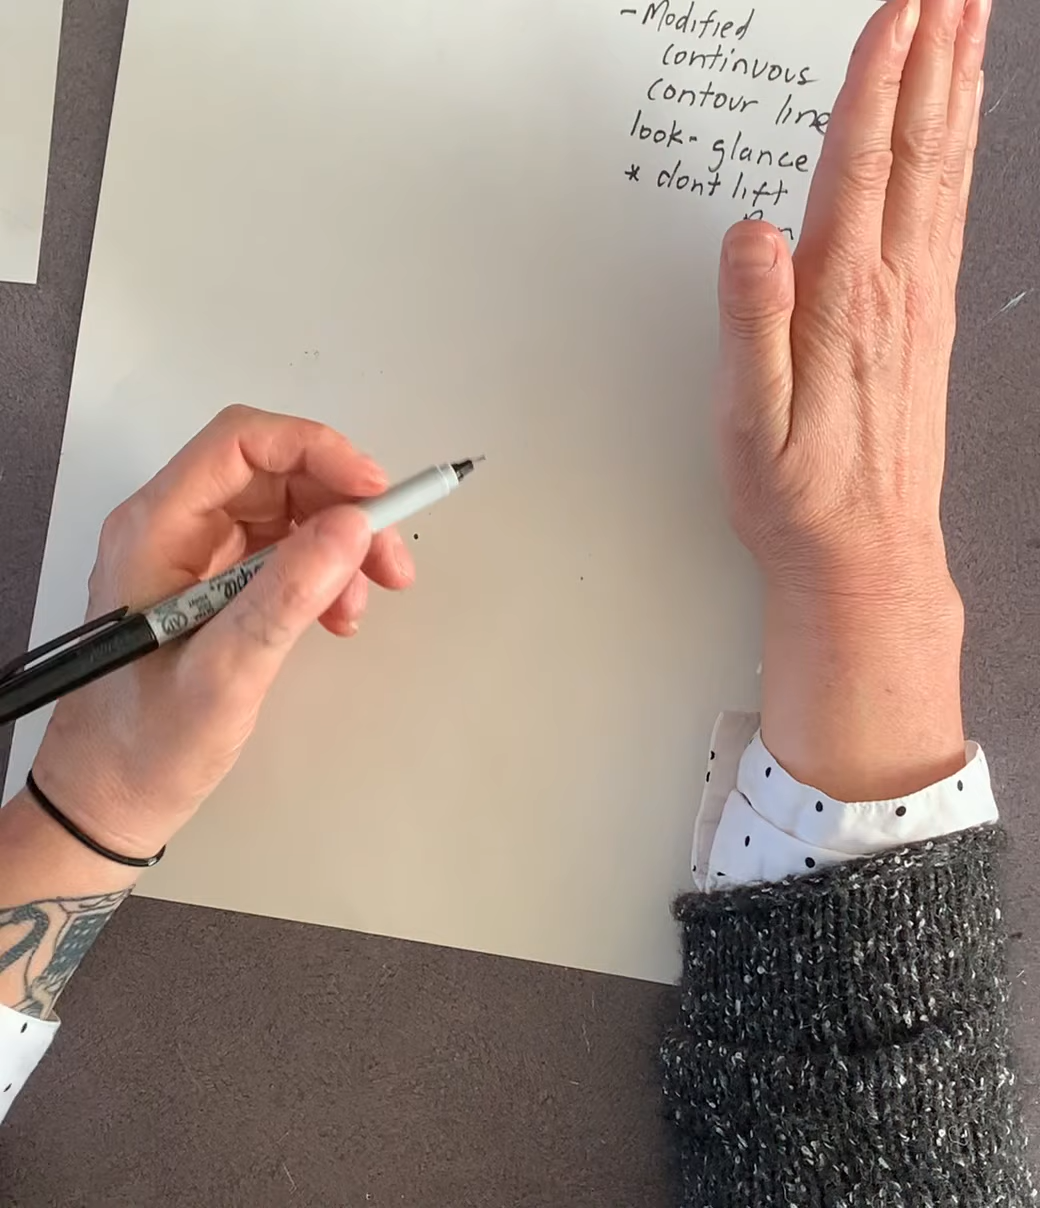 - Modified
continuous
contour line
look- glance
* dont lift